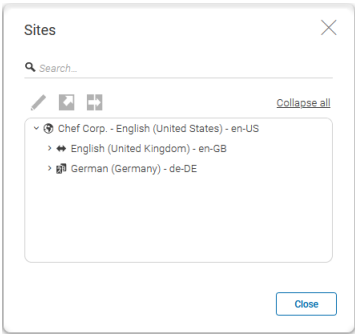 Sites
Search...
Collapse all
Chef Corp. - English (United States) - en-US
English (United Kingdom) - en-GB
German (Germany) - de-DE
Close